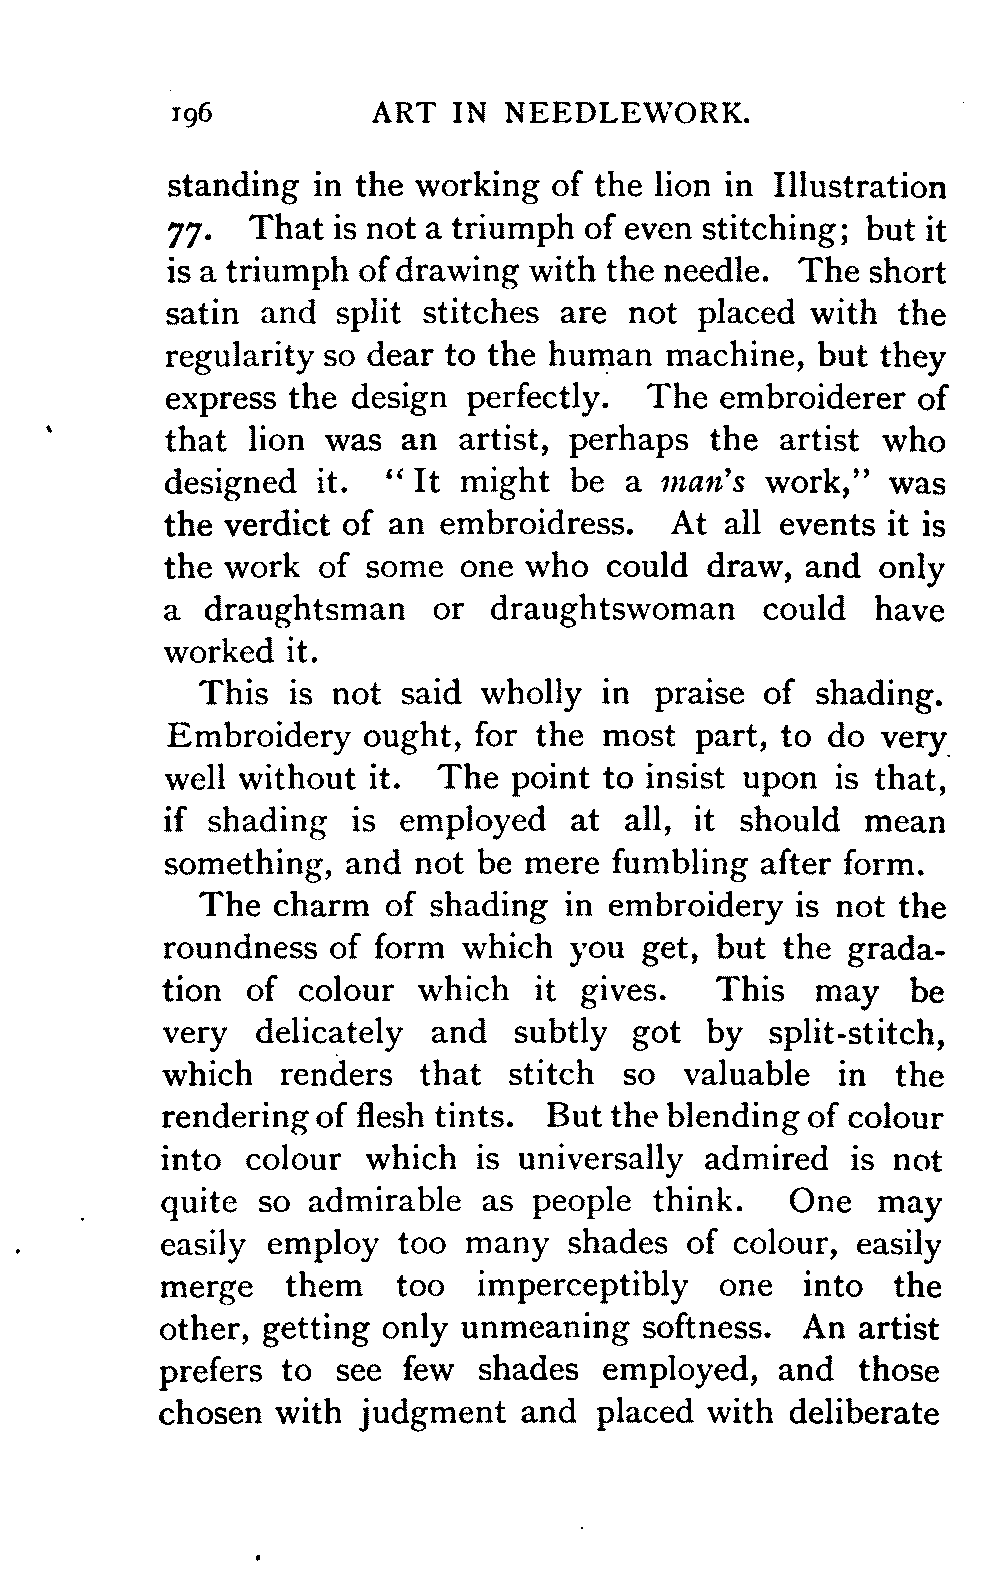 196 ART IN NEEDLEWORK.
standing in the working of the lion in Illustration
77. That is not a triumph of even stitching; but it
is a triumph of drawing with the needle. The short
satin and split stitches are not placed with the
regularity so dear to the human machine, but they
express the design perfectly. The embroiderer of
that lion was an artist, perhaps the artist who
designed it. “It might be a man's work,” was
the verdict of an embroidress. At all events it is
the work of some one who could draw, and only
a draughtsman or draughtswoman could have
worked it.
This is not said wholly in praise of shading.
Embroidery ought, for the most part, to do very
well without it. The point to insist upon is that,
if shading is employed at all, it should mean
something, and not be mere fumbling after form.
The charm of shading in embroidery is not the
roundness of form which you get, but the grada-
tion of colour which it gives. This may be
very delicately and subtly got by split-stitch,
which renders that stitch so valuable in the
rendering of flesh tints. But the blending of colour
into colour which is universally admired is not
quite so admirable as people think. One may
easily employ too many shades of colour, easily
merge them too imperceptibly one into the
other, getting only unmeaning softness. An artist
prefers to see few shades employed, and those
chosen with judgment and placed with deliberate